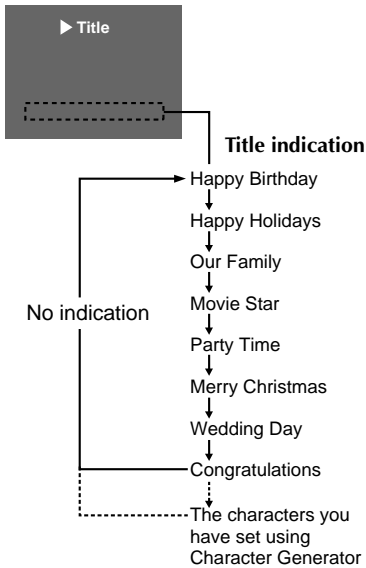 ▶ Title
Title indication
Happy Birthday
Happy Holidays
Our Family
Movie Star
No indication
Party Time
Merry Christmas
Wedding Day
Congratulations
The characters you
have set using
Character Generator